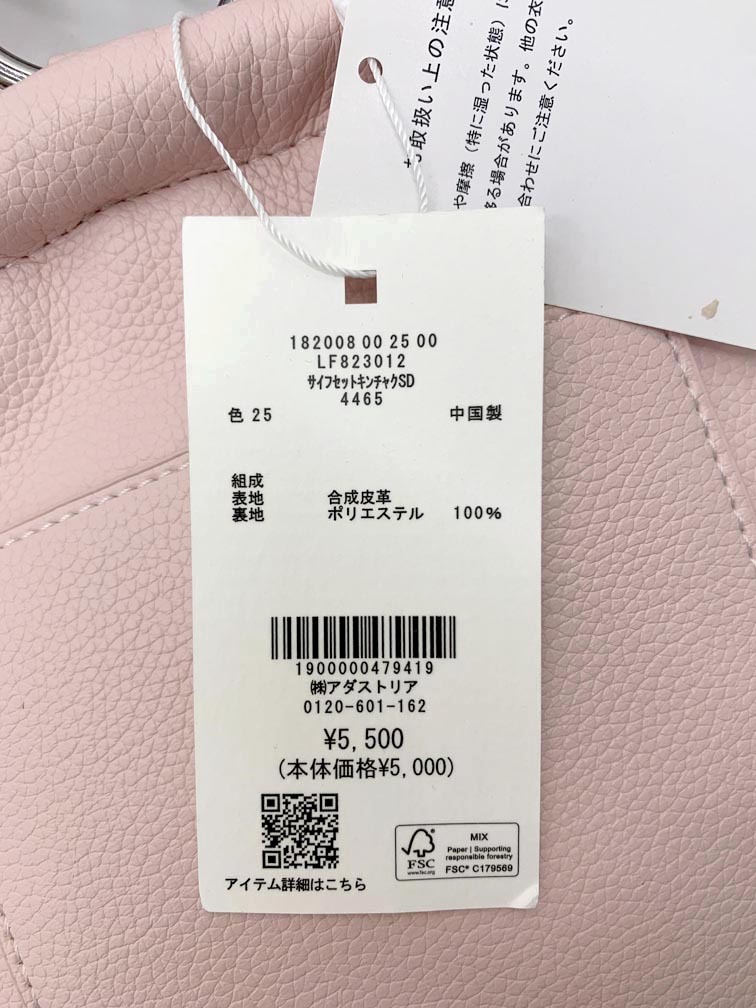 取扱い上の注意
や摩擦（特に湿った状態）に
移る場合があります。他の衣
合わせにご注意ください。
182008 00 25 00
LF823012
ｻｲﾌｾｯﾄｷﾝﾁｬｸSD
4465
色 25 中国製
組成
表地 合成皮革
裏地 ポリエステル 100%
1900000479419
㈱アダストリア
0120-601-162
¥5,500
(本体価格¥5,000)
アイテム詳細はこちら
FSC
www.fsc.org
MIX
Paper | Supporting
responsible forestry
FSC® C179569